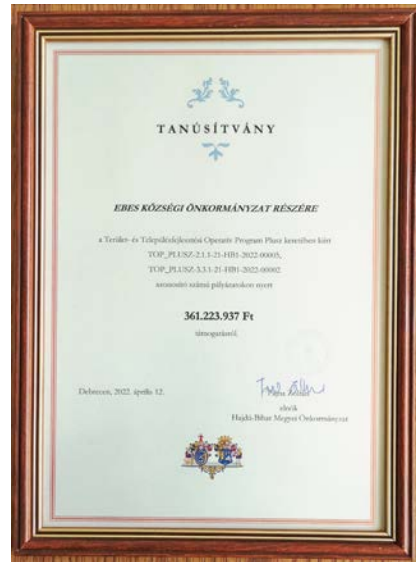 TANÚSÍTVÁNY
EBES KÖZSÉGI ÖNKORMÁNYZAT RÉSZÉRE
a Terület- és Településfejlesztési Operatív Program Plusz keretében kiírt
TOP_PLUSZ-2.1.1-21-HB1-2022-00005,
TOP_PLUSZ-3.3.1-21-HB1-2022-00002
azonosító számú pályázatokon nyert
361.223.937 Ft
támogatásról.
Debrecen, 2022. április 12.
elnök
Hajdú-Bihar Megyei Önkormányzat